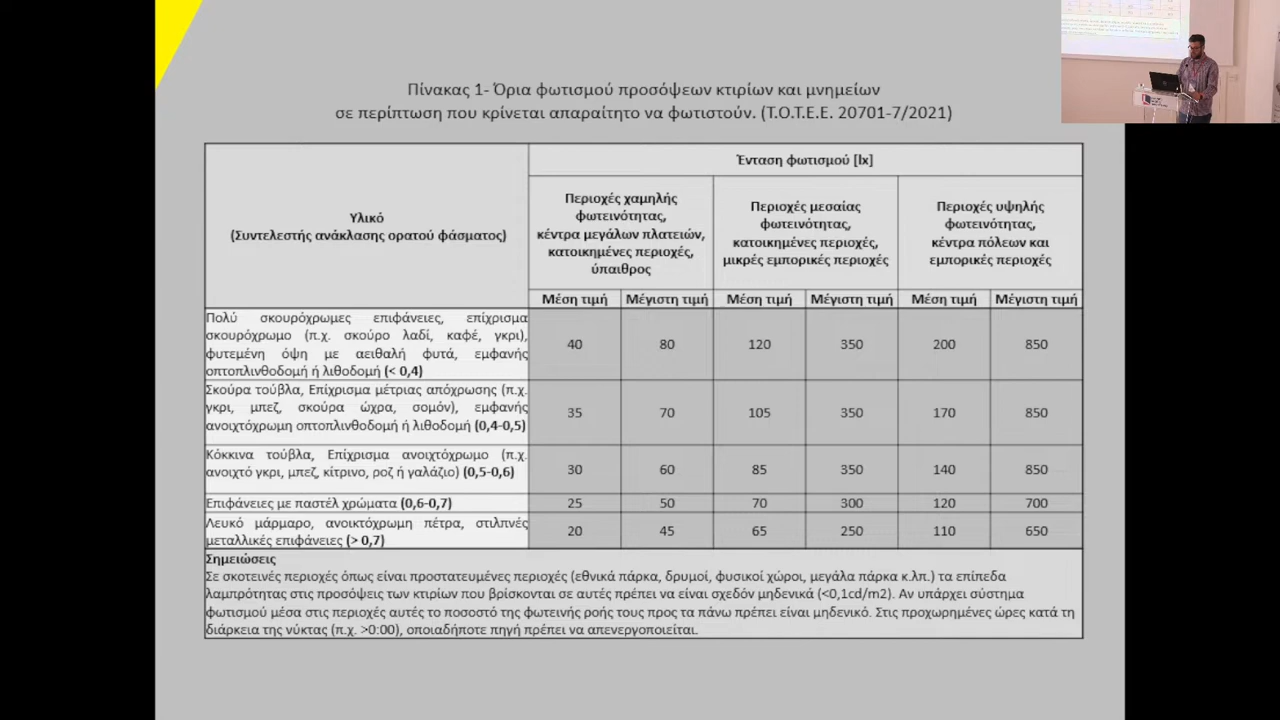 Πίνακας 1- Όρια φωτισμού προσόψεων κτιρίων και μνημείων
σε περίπτωση που κρίνεται απαραίτητο να φωτιστούν. (Τ.Ο.Τ.Ε.Ε. 20701-7/2021)
Υλικό
(Συντελεστής ανάκλασης ορατού φάσματος)
Ένταση φωτισμού [lx]
Περιοχές χαμηλής
φωτεινότητας,
κέντρα μεγάλων πλατειών,
κατοικημένες περιοχές,
ύπαιθρος
Περιοχές μεσαίας
φωτεινότητας,
κατοικημένες περιοχές,
μικρές εμπορικές περιοχές
Περιοχές υψηλής
φωτεινότητας,
κέντρα πόλεων και
εμπορικές περιοχές
Μέση τιμή Μέγιστη τιμή Μέση τιμή Μέγιστη τιμή Μέση τιμή Μέγιστη τιμή
Πολύ σκουρόχρωμες επιφάνειες, επίχρισμα
σκουρόχρωμο (π.χ. σκούρο λαδί, καφέ, γκρι),
φυτεμένη όψη με αειθαλή φυτά, εμφανής
οπτοπλινθοδομή ή λιθοδομή (< 0,4)
40 80 120 350 200 850
Σκούρα τούβλα, Επίχρισμα μέτριας απόχρωσης (π.χ.
γκρι, μπεζ, σκούρα ώχρα, σομόν), εμφανής
ανοιχτόχρωμη οπτοπλινθοδομή ή λιθοδομή (0,4-0,5)
35 70 105 350 170 850
Κόκκινα τούβλα, Επίχρισμα ανοιχτόχρωμο (π.χ.
ανοιχτό γκρι, μπεζ, κίτρινο, ροζ ή γαλάζιο) (0,5-0,6)
30 60 85 350 140 850
Επιφάνειες με παστέλ χρώματα (0,6-0,7)
25 50 70 300 120 700
Λευκό μάρμαρο, ανοικτόχρωμη πέτρα, στιλπνές
μεταλλικές επιφάνειες (> 0,7)
20 45 65 250 110 650
Σημειώσεις
Σε σκοτεινές περιοχές όπως είναι προστατευμένες περιοχές (εθνικά πάρκα, δρυμοί, φυσικοί χώροι, μεγάλα πάρκα κ.λπ.) τα επίπεδα
λαμπρότητας στις προσόψεις των κτιρίων που βρίσκονται σε αυτές πρέπει να είναι σχεδόν μηδενικά (<0,1cd/m2). Αν υπάρχει σύστημα
φωτισμού μέσα στις περιοχές αυτές το ποσοστό της φωτεινής ροής τους προς τα πάνω πρέπει είναι μηδενικό. Στις προχωρημένες ώρες κατά τη
διάρκεια της νύκτας (π.χ. >0:00), οποιαδήποτε πηγή πρέπει να απενεργοποιείται.